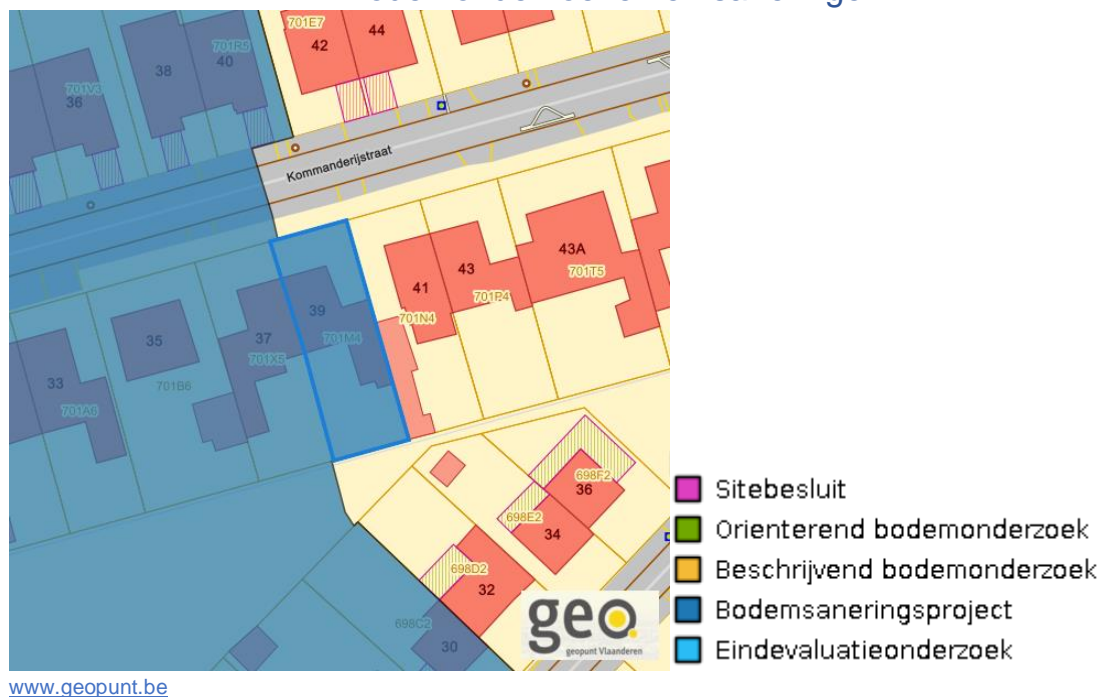 701E7
42
44
701R5
38
40
701V3
36
Kommanderijstraat
43A
701T5
43
701P4
41
701N4
39
701M4
37
701X5
35
701B6
33
701A6
698F2
36
698E2
34
698D2
32
698C2
30
geo.
geopunt Vlaanderen
Sitebesluit
Orienterend bodemonderzoek
Beschrijvend bodemonderzoek
Bodemsaneringsproject
Eindevaluatieonderzoek
www.geopunt.be